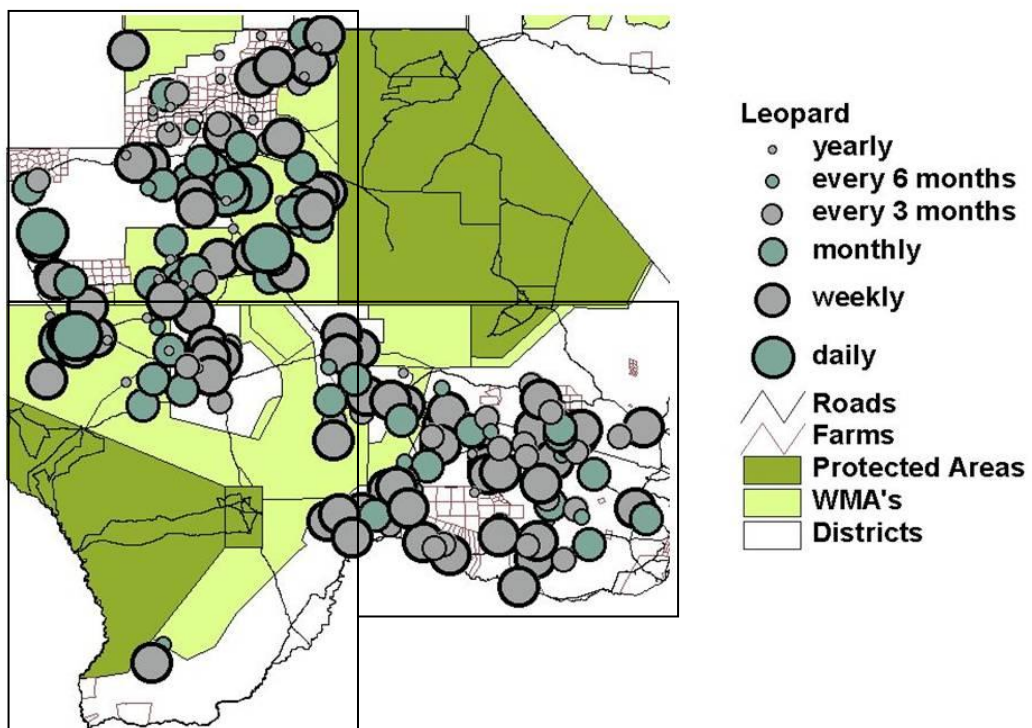 Leopard
yearly
every 6 months
every 3 months
monthly
weekly
daily
Roads
Farms
Protected Areas
WMA's
Districts